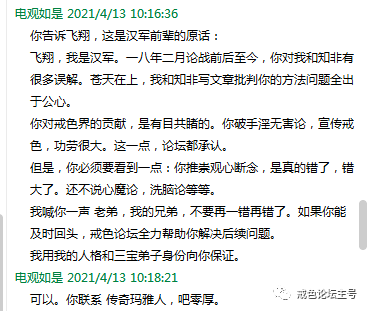 电观如是 2021/4/13 10:16:36
你告诉飞翔，这是汉军前辈的原话：
飞翔，我是汉军。一八年二月论战前后至今，你对我和知非有
很多误解。苍天在上，我和知非写文章批判你的方法问题全出
于公心。
你对戒色界的贡献，是有目共睹的。你破手淫无害论，宣传戒
色，功劳很大。这一点，论坛都承认。
但是，你必须要看到一点：你推崇观心断念，是真的错了，错
大了。还不说心魔论，洗脑论等等。
我喊你一声 老弟，我的兄弟，不要再一错再错了。如果你能
及时回头，戒色论坛全力帮助你解决后续问题。
我用我的人格和三宝弟子身份向你保证。
电观如是 2021/4/13 10:18:21
可以。你联系 传奇玛雅人，吧零厚。
戒色论坛主号